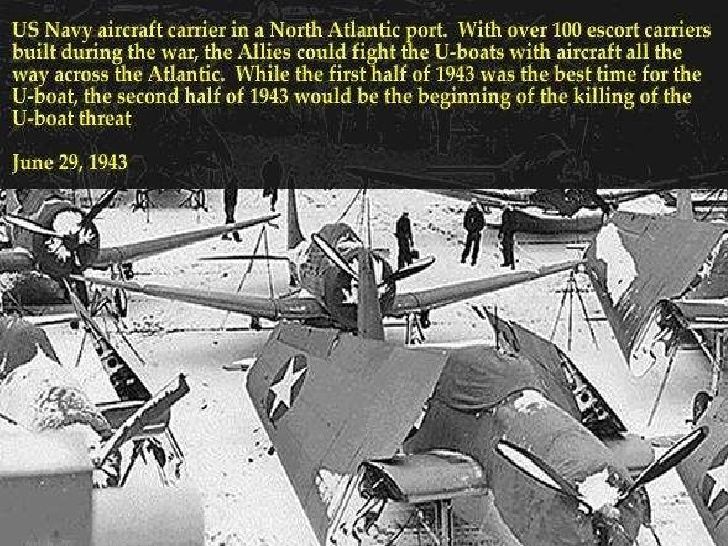 US Navy aircraft carrier in a North Atlantic port.  With over 100 escort carriers
built during the war, the Allies could fight the U-boats with aircraft all the
way across the Atlantic.  While the first half of 1943 was the best time for the
U-boat, the second half of 1943 would be the beginning of the killing of the
U-boat threat
June 29, 1943